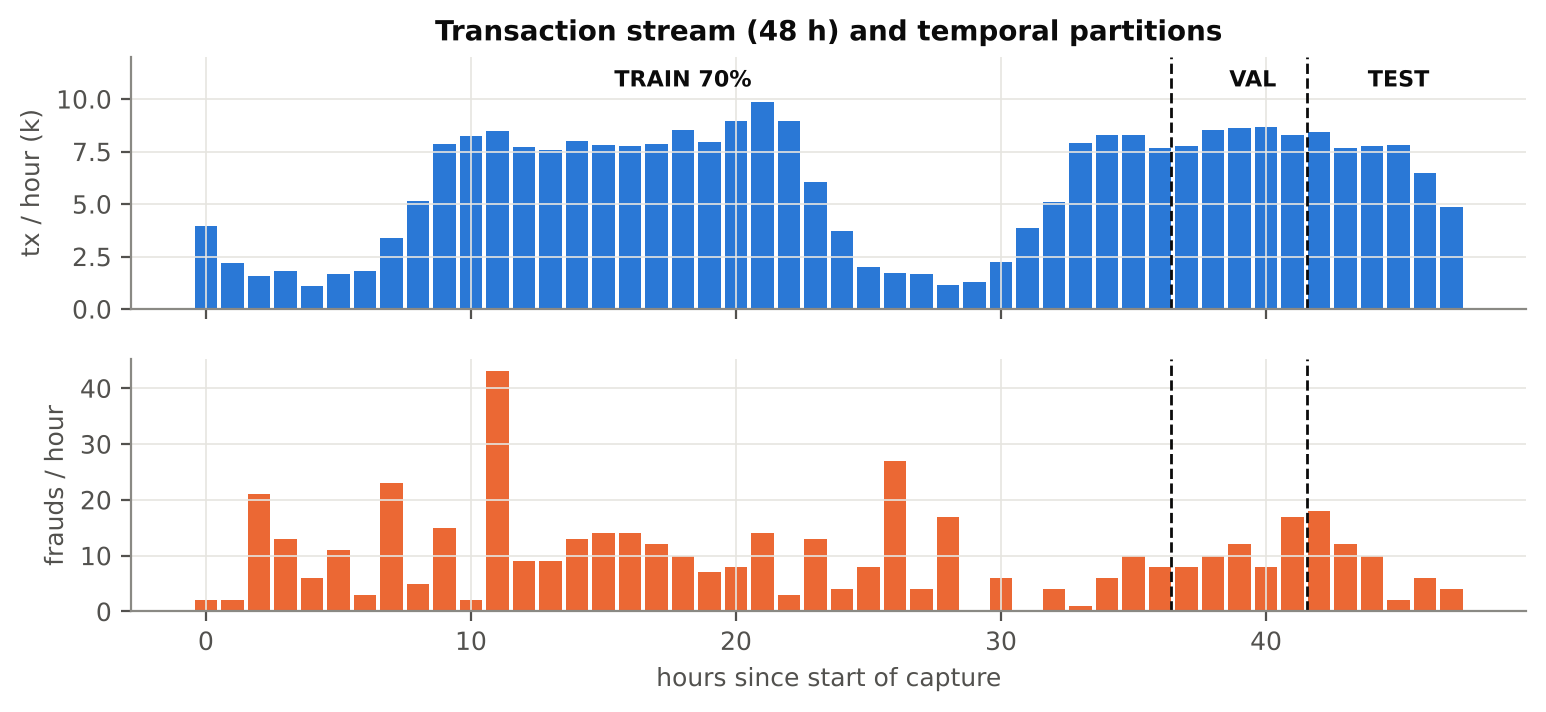 Transaction stream (48 h) and temporal partitions
TRAIN 70%
VAL
TEST
tx / hour (k)
10.0
7.5
5.0
2.5
0.0
frauds / hour
40
30
20
10
0
0 10 20 30 40
hours since start of capture